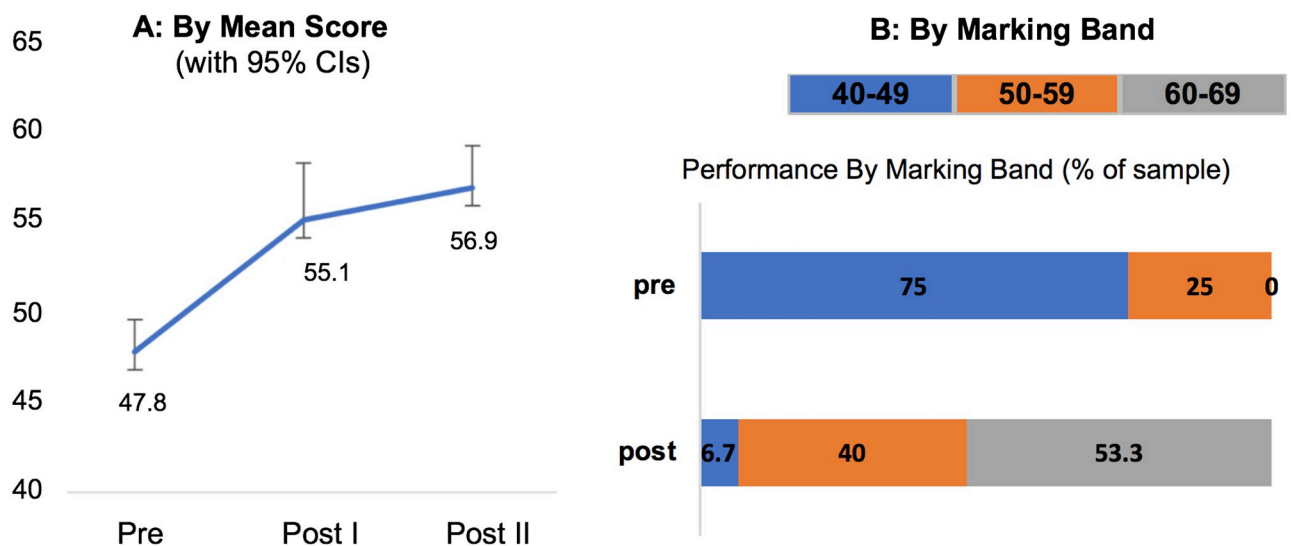 A: By Mean Score
(with 95% CIs)
65
60
55
50
45
40
47.8
55.1
56.9
Pre Post I Post II
B: By Marking Band
40-49 50-59 60-69
Performance By Marking Band (% of sample)
pre 75 25 0
post 6.7 40 53.3